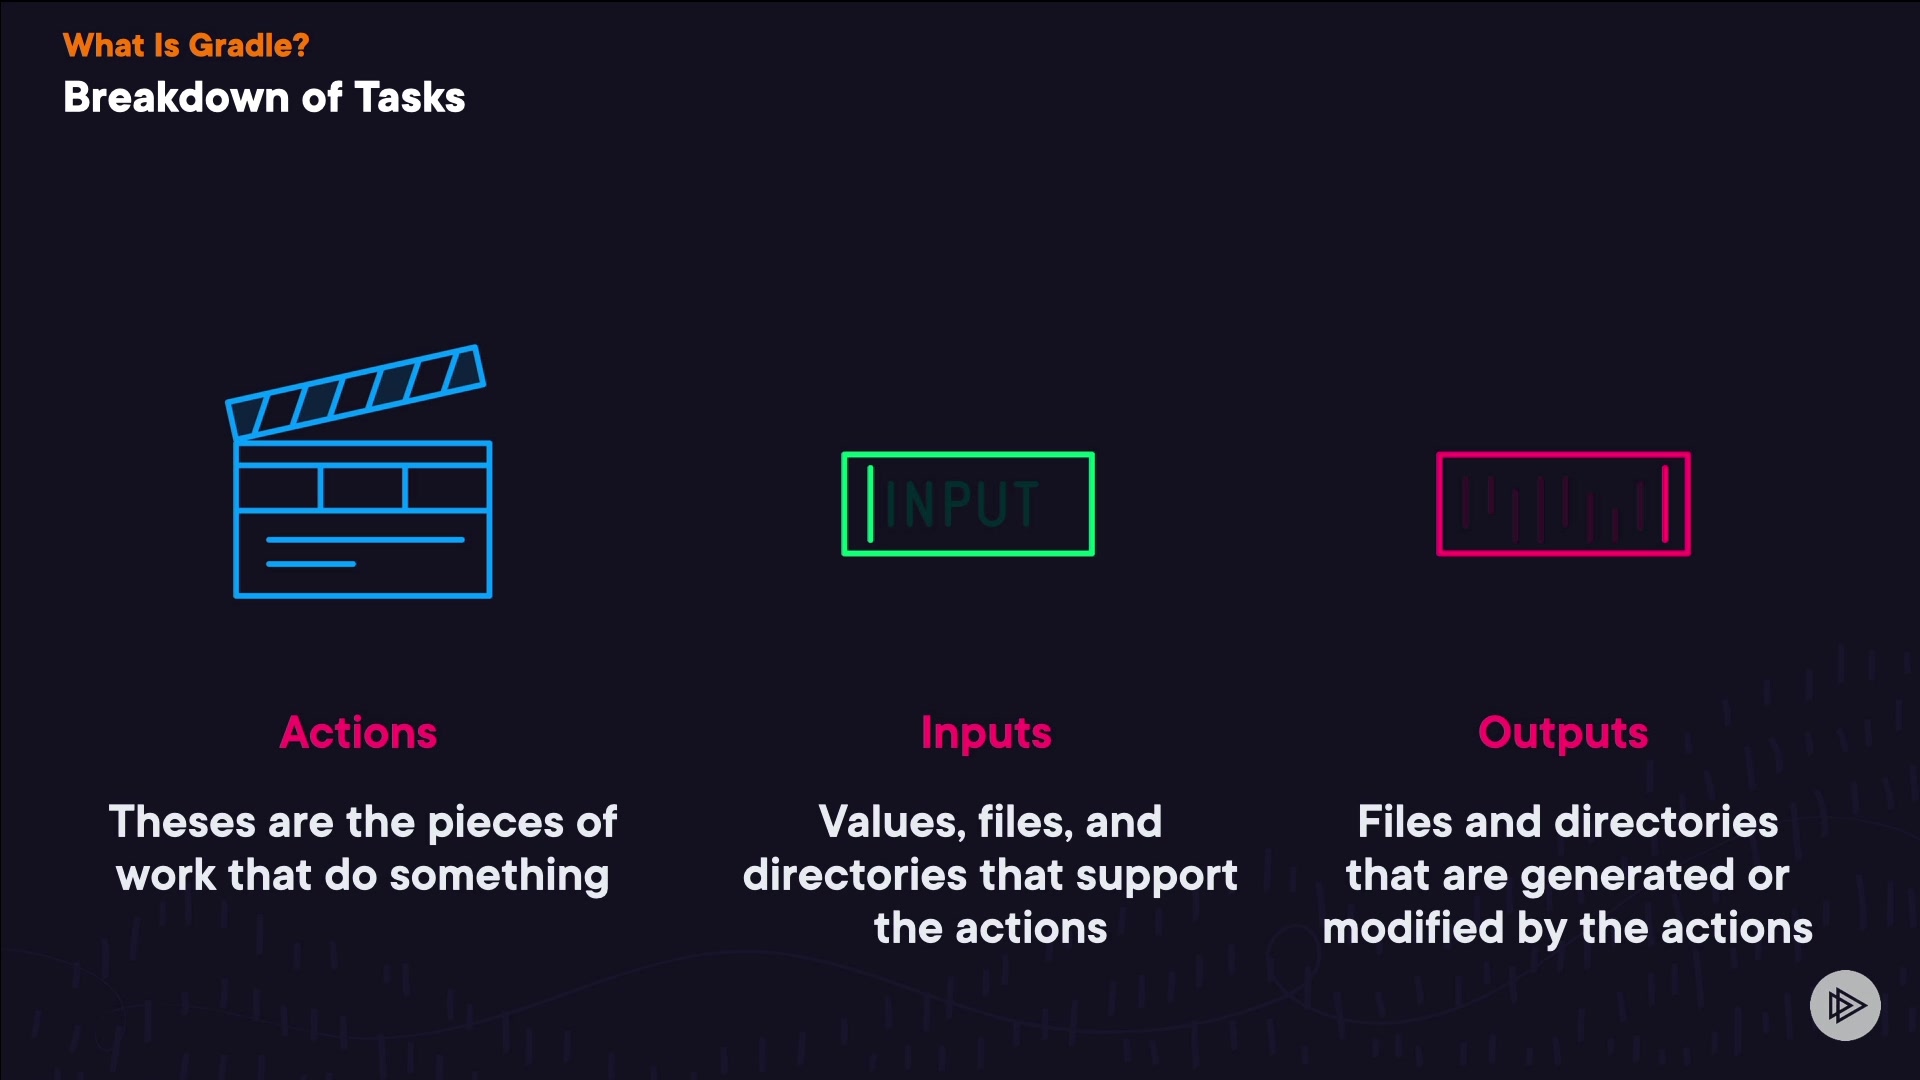 What Is Gradle?
Breakdown of Tasks
INPUT
Actions
Theses are the pieces of
work that do something
Inputs
Values, files, and
directories that support
the actions
Outputs
Files and directories
that are generated or
modified by the actions